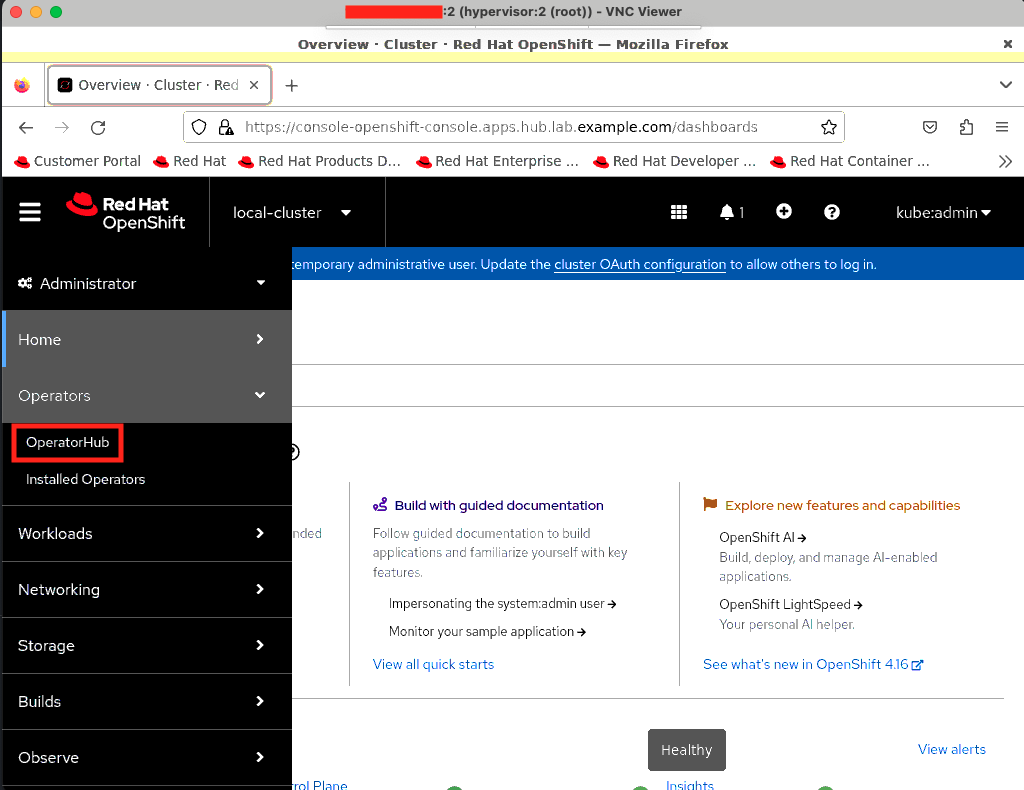 :2 (hypervisor:2 (root)) - VNC Viewer
Overview · Cluster · Red Hat OpenShift — Mozilla Firefox
Overview · Cluster · Red
https://console-openshift-console.apps.hub.lab.example.com/dashboards
Customer Portal Red Hat Red Hat Products D... Red Hat Enterprise ... Red Hat Developer ... Red Hat Container ...
Red Hat
OpenShift
local-cluster
1
kube:admin
temporary administrative user. Update the cluster OAuth configuration to allow others to log in.
Administrator
Home
Operators
OperatorHub
Installed Operators
Workloads
Networking
Storage
Builds
Observe
nded
Build with guided documentation
Follow guided documentation to build
applications and familiarize yourself with key
features.
Impersonating the system:admin user
Monitor your sample application
View all quick starts
Explore new features and capabilities
OpenShift AI
Build, deploy, and manage AI-enabled
applications.
OpenShift LightSpeed
Your personal AI helper.
See what's new in OpenShift 4.16
Healthy
View alerts
rol Plane
Insights